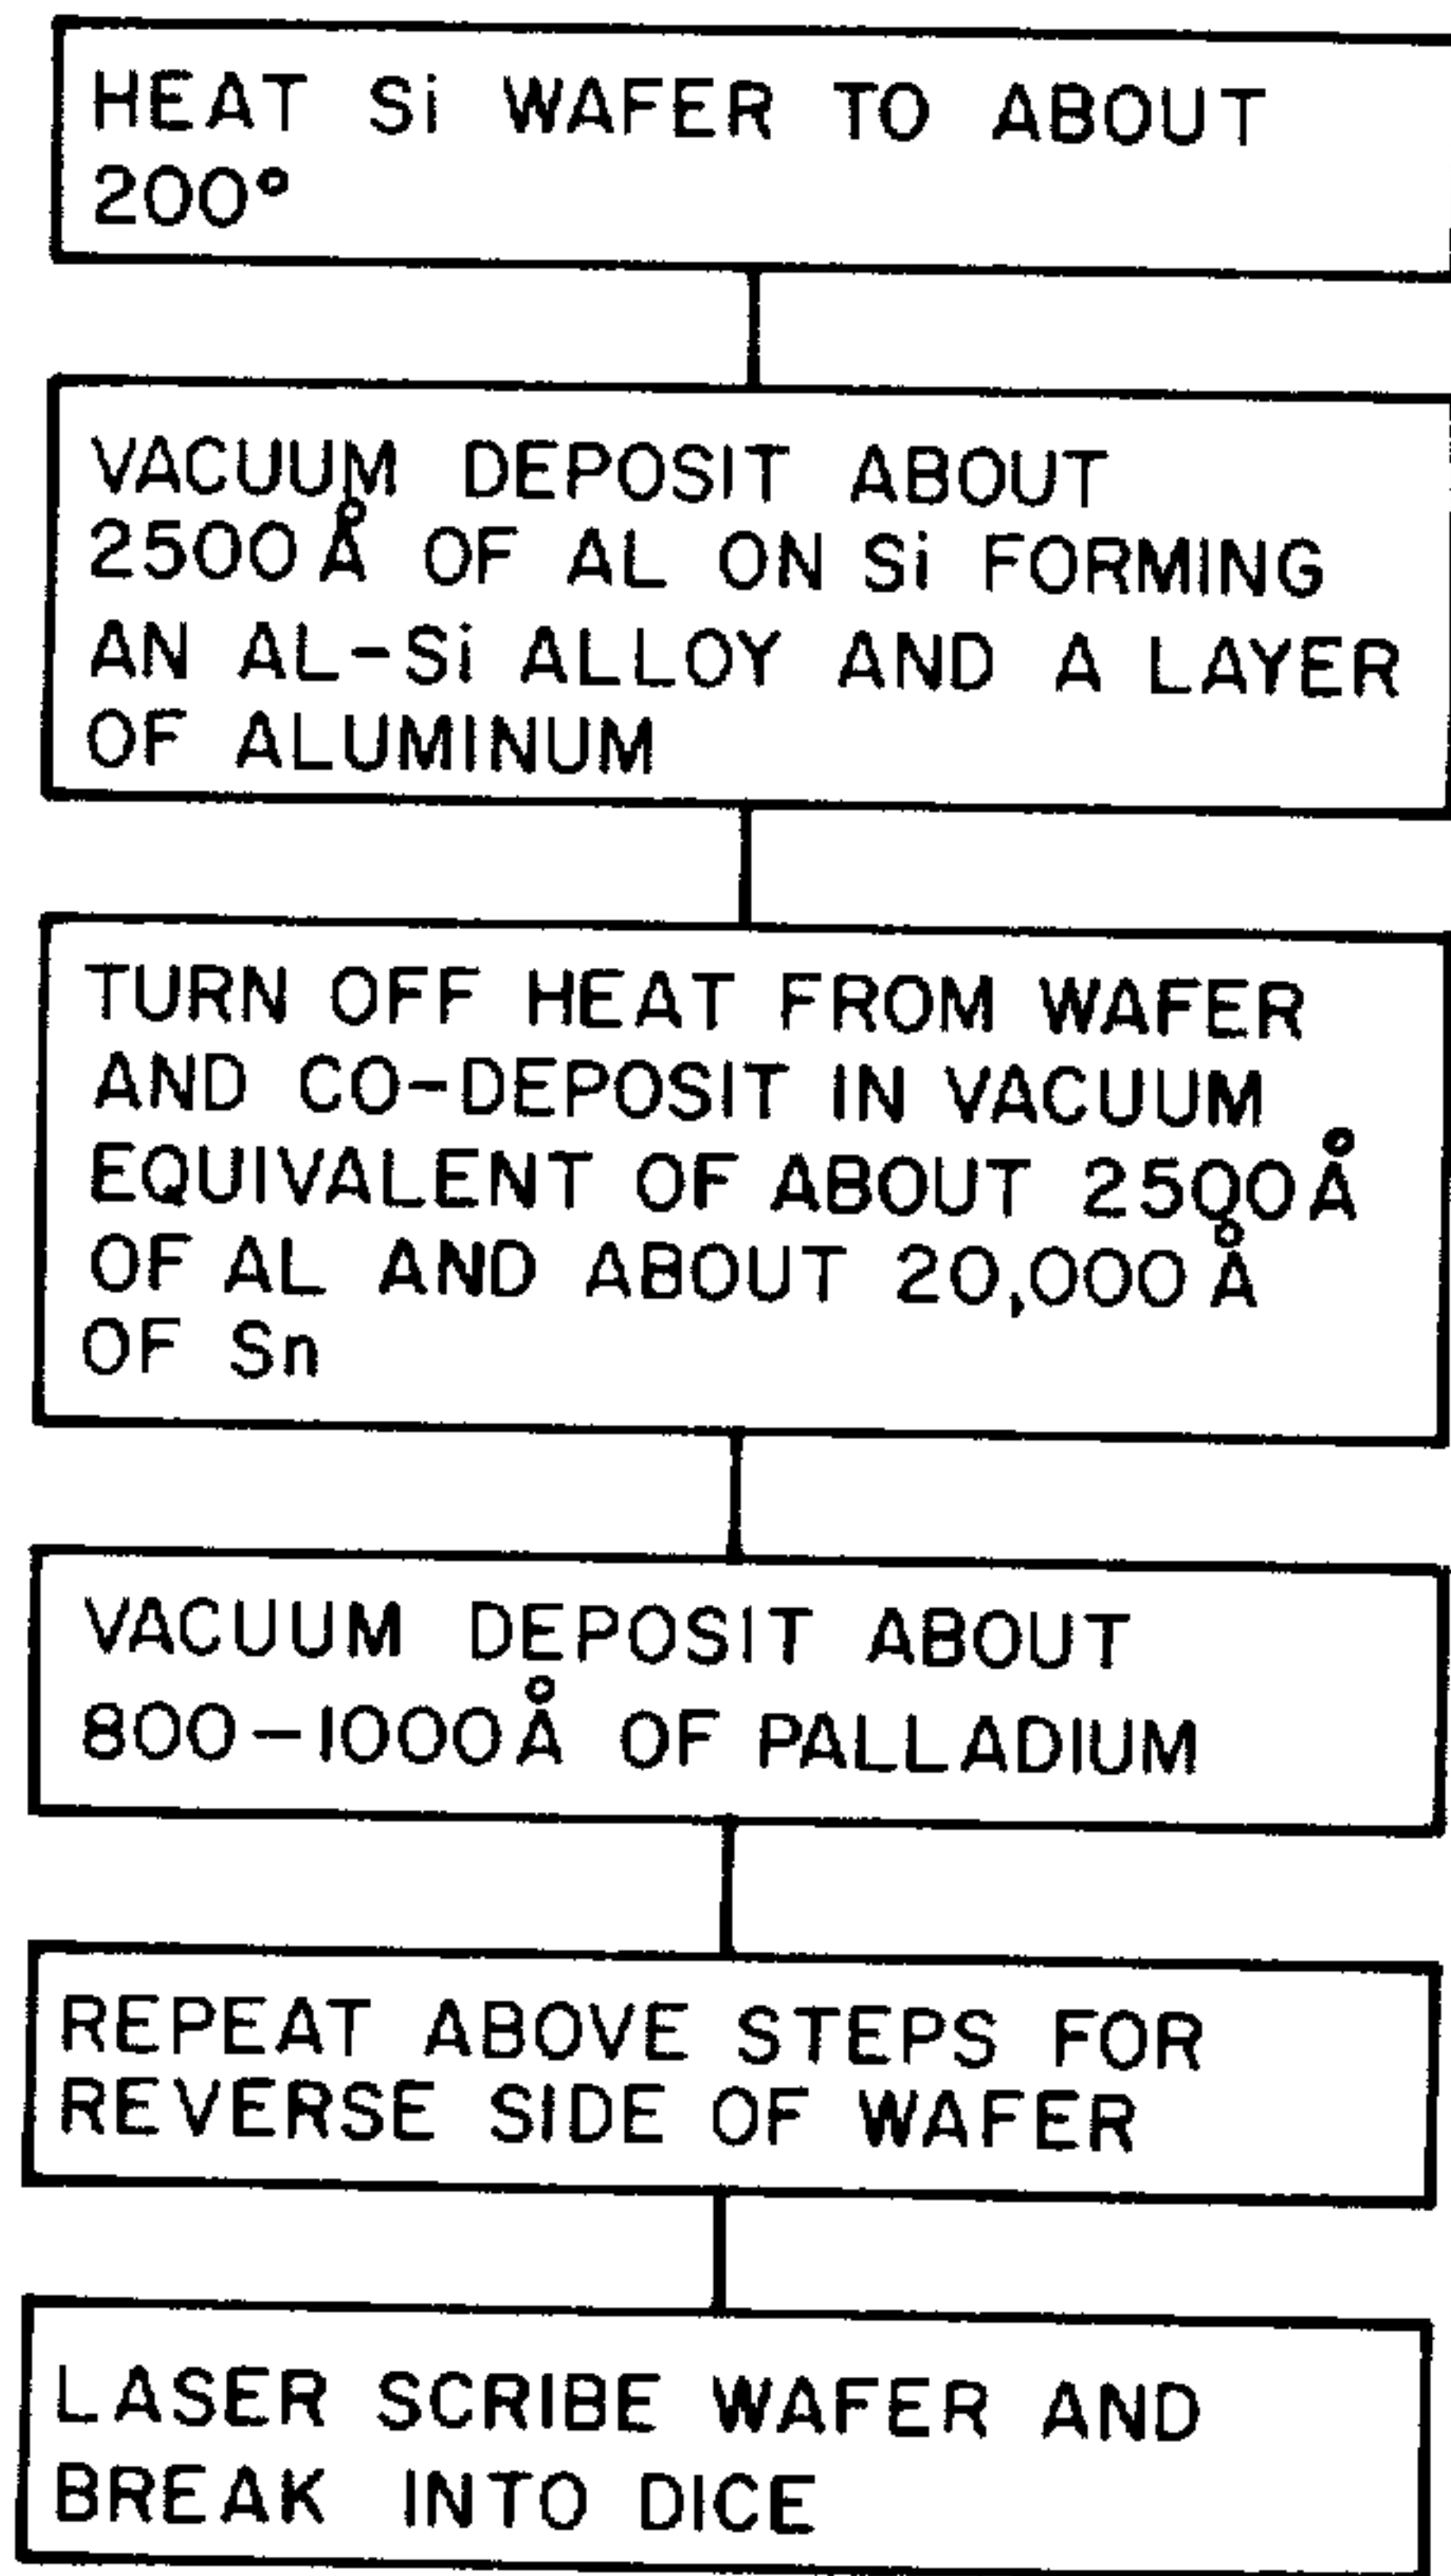 HEAT Si WAFER TO ABOUT
200°
VACUUM DEPOSIT ABOUT
2500 Å OF AL ON Si FORMING
AN AL-Si ALLOY AND A LAYER
OF ALUMINUM
TURN OFF HEAT FROM WAFER
AND CO-DEPOSIT IN VACUUM
EQUIVALENT OF ABOUT 2500 Å
OF AL AND ABOUT 20,000 Å
OF Sn
VACUUM DEPOSIT ABOUT
800-1000 Å OF PALLADIUM
REPEAT ABOVE STEPS FOR
REVERSE SIDE OF WAFER
LASER SCRIBE WAFER AND
BREAK INTO DICE